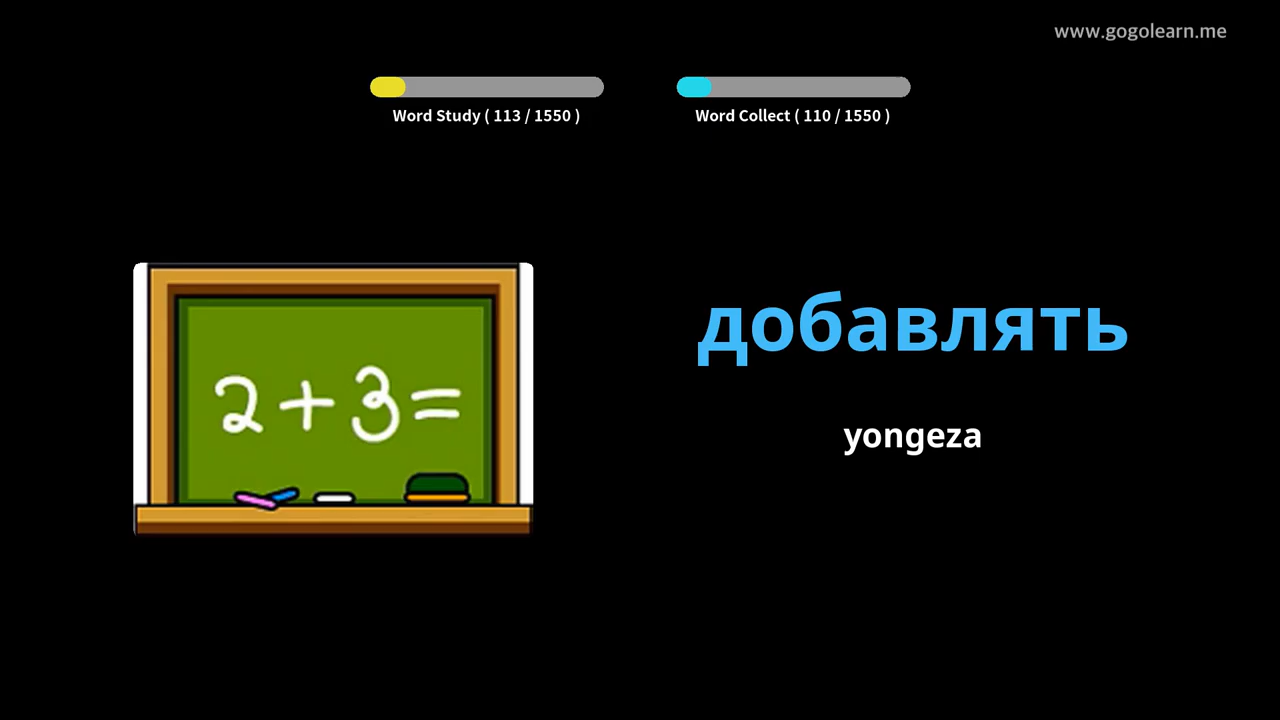 www.gogolearn.me
Word Study ( 113 / 1550 )
Word Collect ( 110 / 1550 )
добавлять
2+3=
yongeza